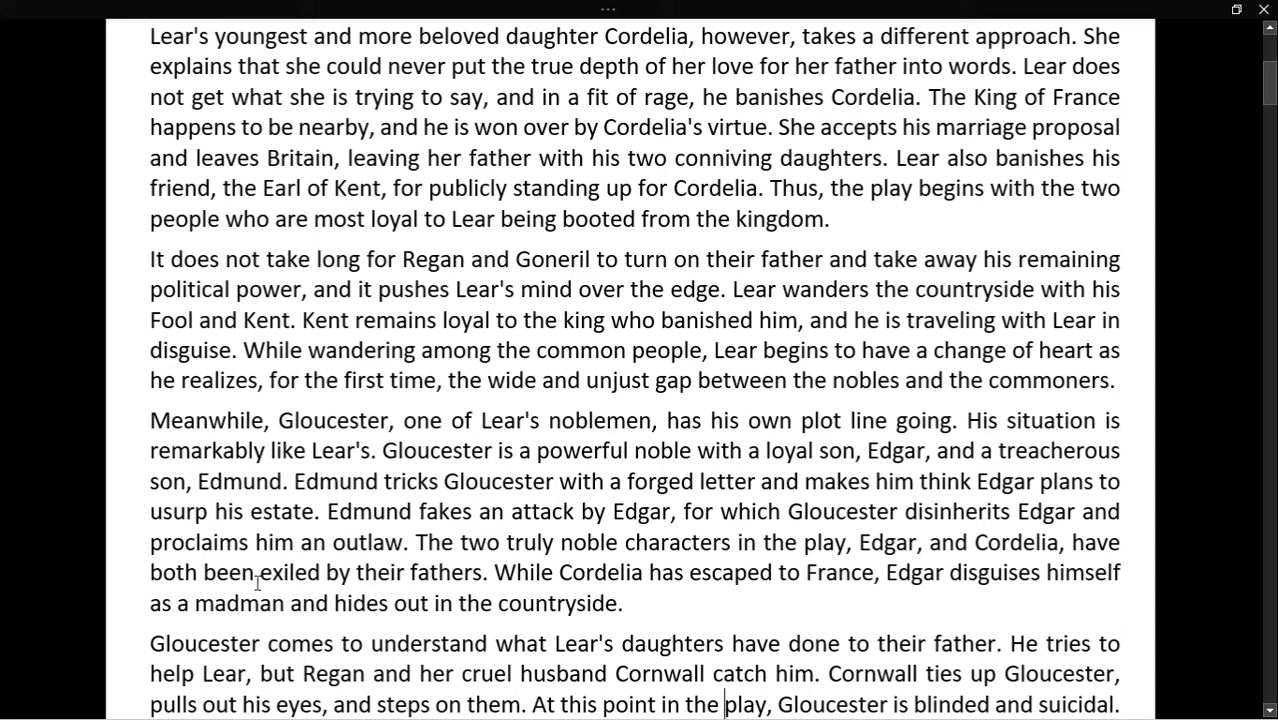 Lear's youngest and more beloved daughter Cordelia, however, takes a different approach. She
explains that she could never put the true depth of her love for her father into words. Lear does
not get what she is trying to say, and in a fit of rage, he banishes Cordelia. The King of France
happens to be nearby, and he is won over by Cordelia's virtue. She accepts his marriage proposal
and leaves Britain, leaving her father with his two conniving daughters. Lear also banishes his
friend, the Earl of Kent, for publicly standing up for Cordelia. Thus, the play begins with the two
people who are most loyal to Lear being booted from the kingdom.
It does not take long for Regan and Goneril to turn on their father and take away his remaining
political power, and it pushes Lear's mind over the edge. Lear wanders the countryside with his
Fool and Kent. Kent remains loyal to the king who banished him, and he is traveling with Lear in
disguise. While wandering among the common people, Lear begins to have a change of heart as
he realizes, for the first time, the wide and unjust gap between the nobles and the commoners.
Meanwhile, Gloucester, one of Lear's noblemen, has his own plot line going. His situation is
remarkably like Lear's. Gloucester is a powerful noble with a loyal son, Edgar, and a treacherous
son, Edmund. Edmund tricks Gloucester with a forged letter and makes him think Edgar plans to
usurp his estate. Edmund fakes an attack by Edgar, for which Gloucester disinherits Edgar and
proclaims him an outlaw. The two truly noble characters in the play, Edgar, and Cordelia, have
both been exiled by their fathers. While Cordelia has escaped to France, Edgar disguises himself
as a madman and hides out in the countryside.
Gloucester comes to understand what Lear's daughters have done to their father. He tries to
help Lear, but Regan and her cruel husband Cornwall catch him. Cornwall ties up Gloucester,
pulls out his eyes, and steps on them. At this point in the play, Gloucester is blinded and suicidal.